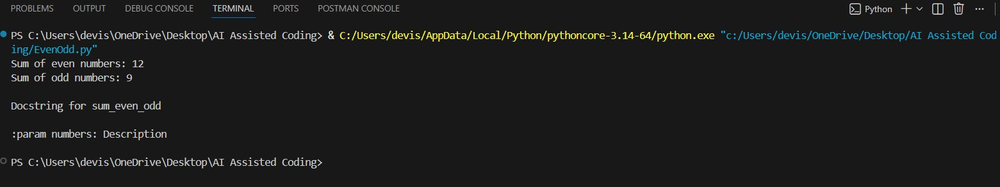 PROBLEMS OUTPUT DEBUG CONSOLE TERMINAL PORTS POSTMAN CONSOLE Python
PS C:\Users\devis\OneDrive\Desktop\AI Assisted Coding> & C:/Users/devis/AppData/Local/Python/pythoncore-3.14-64/python.exe "c:/Users/devis/OneDrive/Desktop/AI Assisted Cod
ing/EvenOdd.py"
Sum of even numbers: 12
Sum of odd numbers: 9
Docstring for sum_even_odd
:param numbers: Description
PS C:\Users\devis\OneDrive\Desktop\AI Assisted Coding>